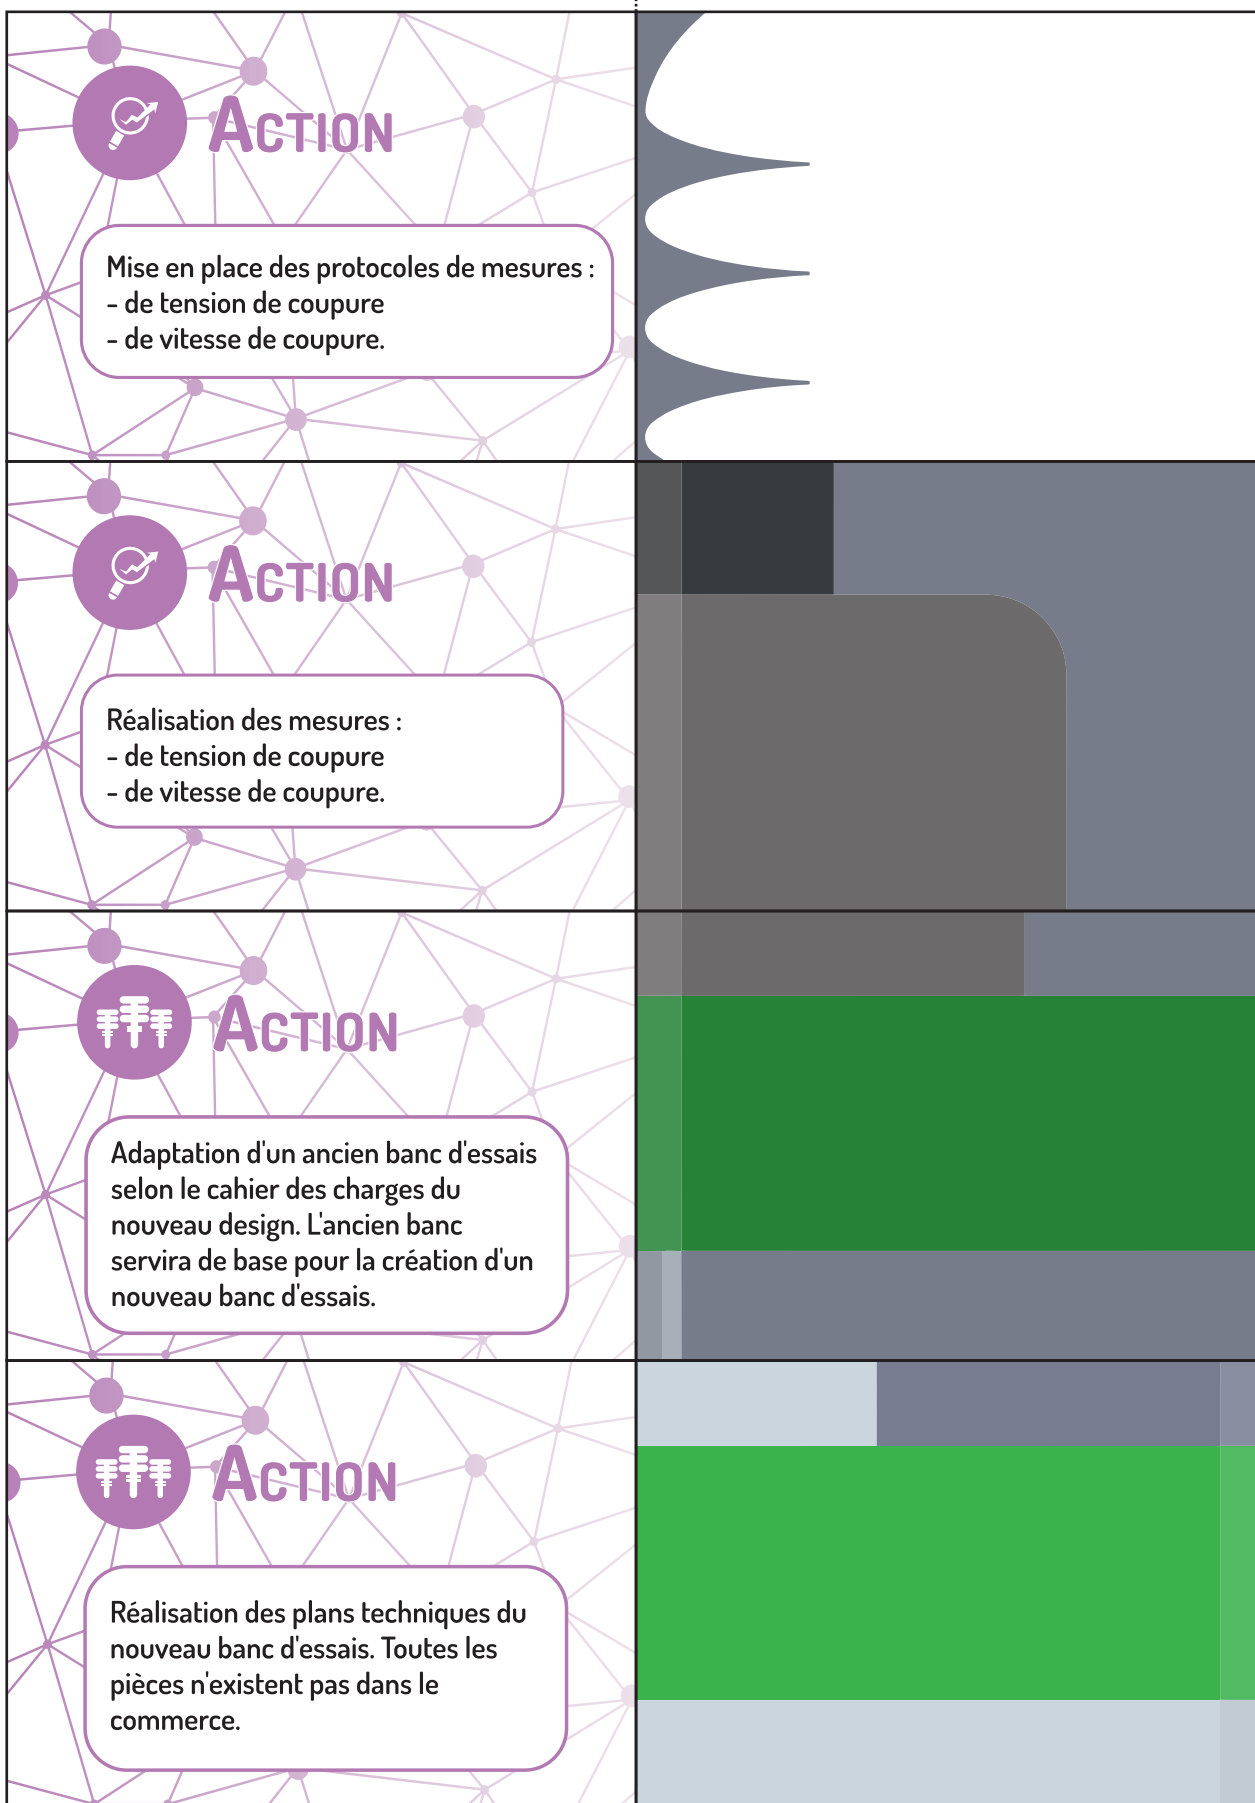 ACTION
Mise en place des protocoles de mesures :
- de tension de coupure
- de vitesse de coupure.
ACTION
Réalisation des mesures :
- de tension de coupure
- de vitesse de coupure.
ACTION
Adaptation d'un ancien banc d'essais
selon le cahier des charges du
nouveau design. L'ancien banc
servira de base pour la création d'un
nouveau banc d'essais.
ACTION
Réalisation des plans techniques du
nouveau banc d'essais. Toutes les
pièces n'existent pas dans le
commerce.